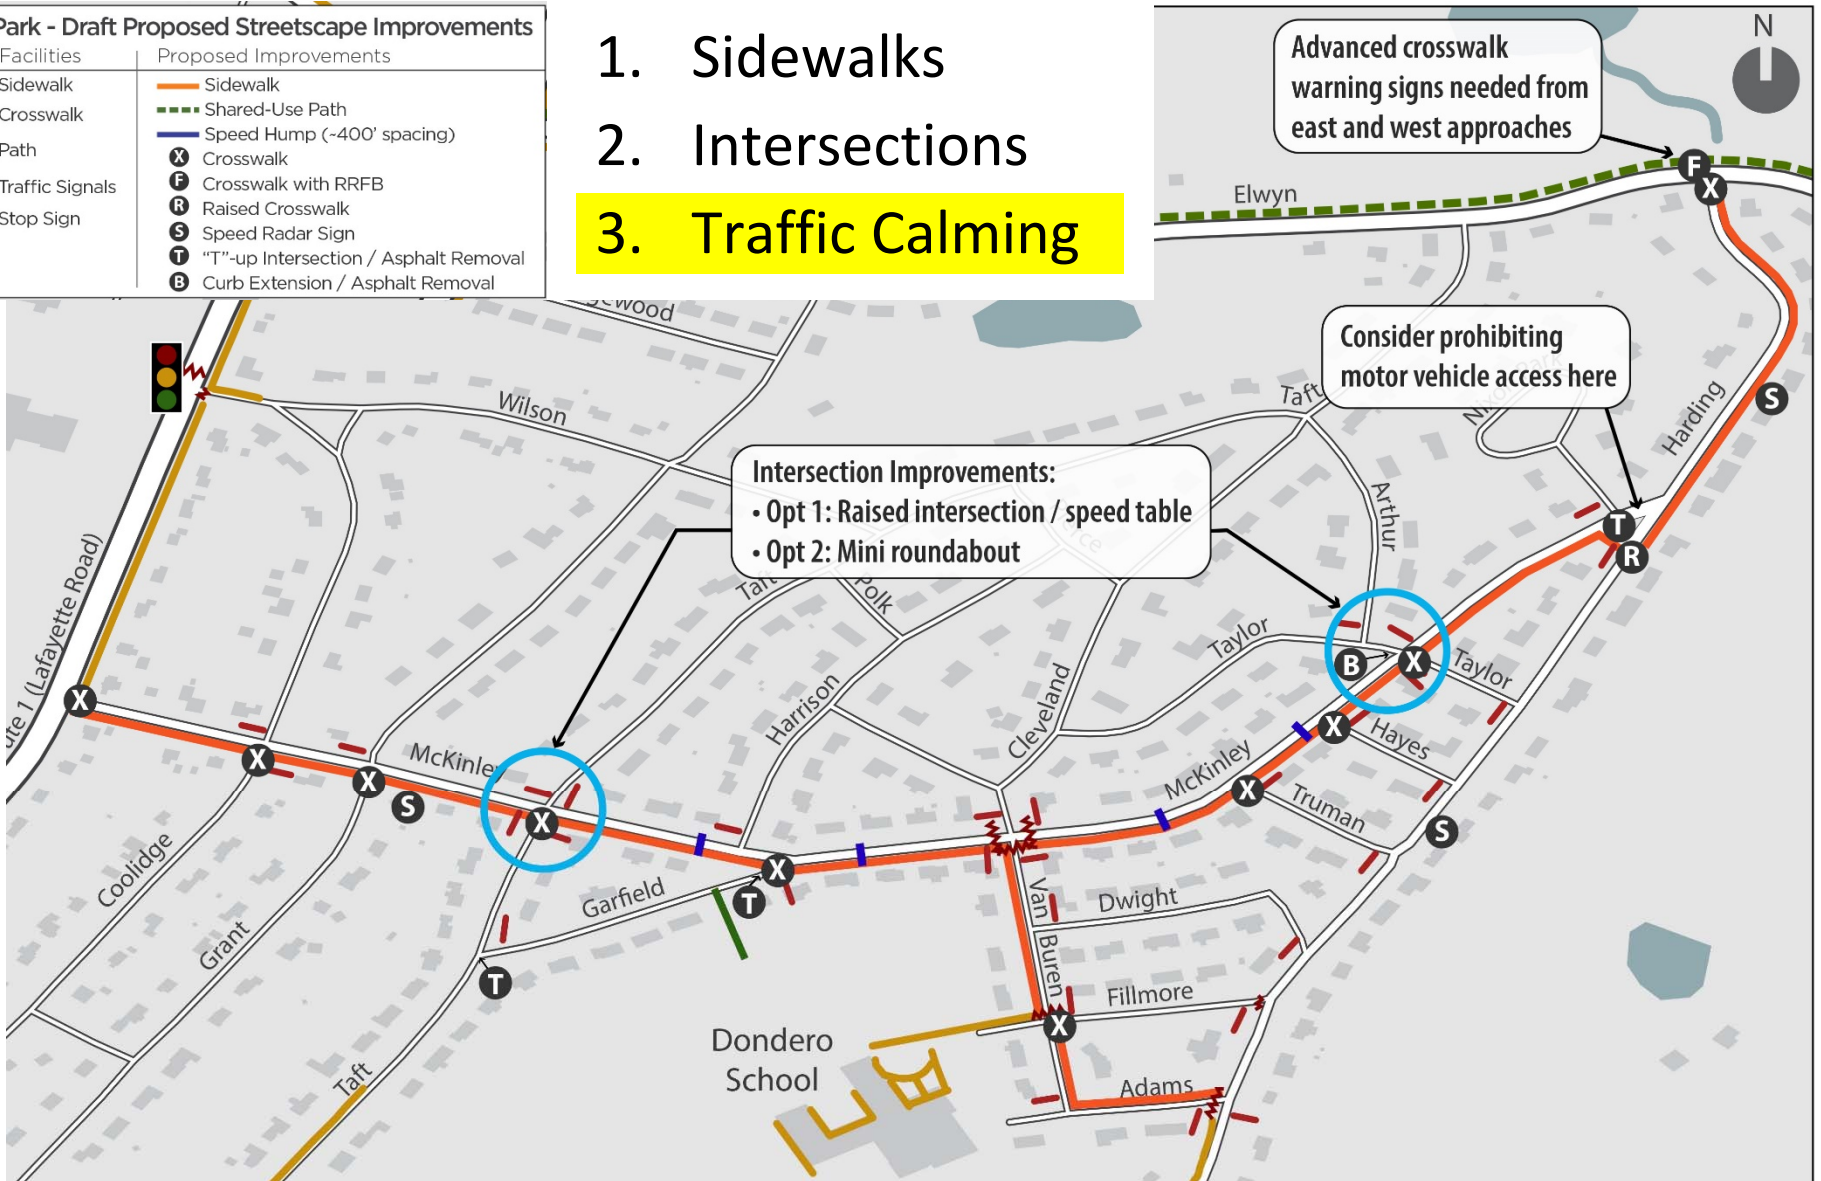 Park - Draft Proposed Streetscape Improvements
Facilities
Sidewalk
Crosswalk
Path
Traffic Signals
Stop Sign
Proposed Improvements
Sidewalk
Shared-Use Path
Speed Hump (~400' spacing)
X Crosswalk
F Crosswalk with RRFB
R Raised Crosswalk
S Speed Radar Sign
T "T"-up Intersection / Asphalt Removal
B Curb Extension / Asphalt Removal
1. Sidewalks
2. Intersections
3. Traffic Calming
Advanced crosswalk
warning signs needed from
east and west approaches
N
F
X
Elwyn
Consider prohibiting
motor vehicle access here
Taft
Nixon Park
Harding
S
Wilson
Intersection Improvements:
• Opt 1: Raised intersection / speed table
• Opt 2: Mini roundabout
Arthur
T
R
(Lafayette Road)
Taft
Polk
Taylor
B
X
Taylor
X
Harrison
Cleveland
X
Hayes
McKinley
X
McKinley
X
X
S
X
Truman
S
Coolidge
Garfield
X
T
Van Buren
Dwight
Grant
T
Fillmore
X
Dondero
School
Taft
Adams